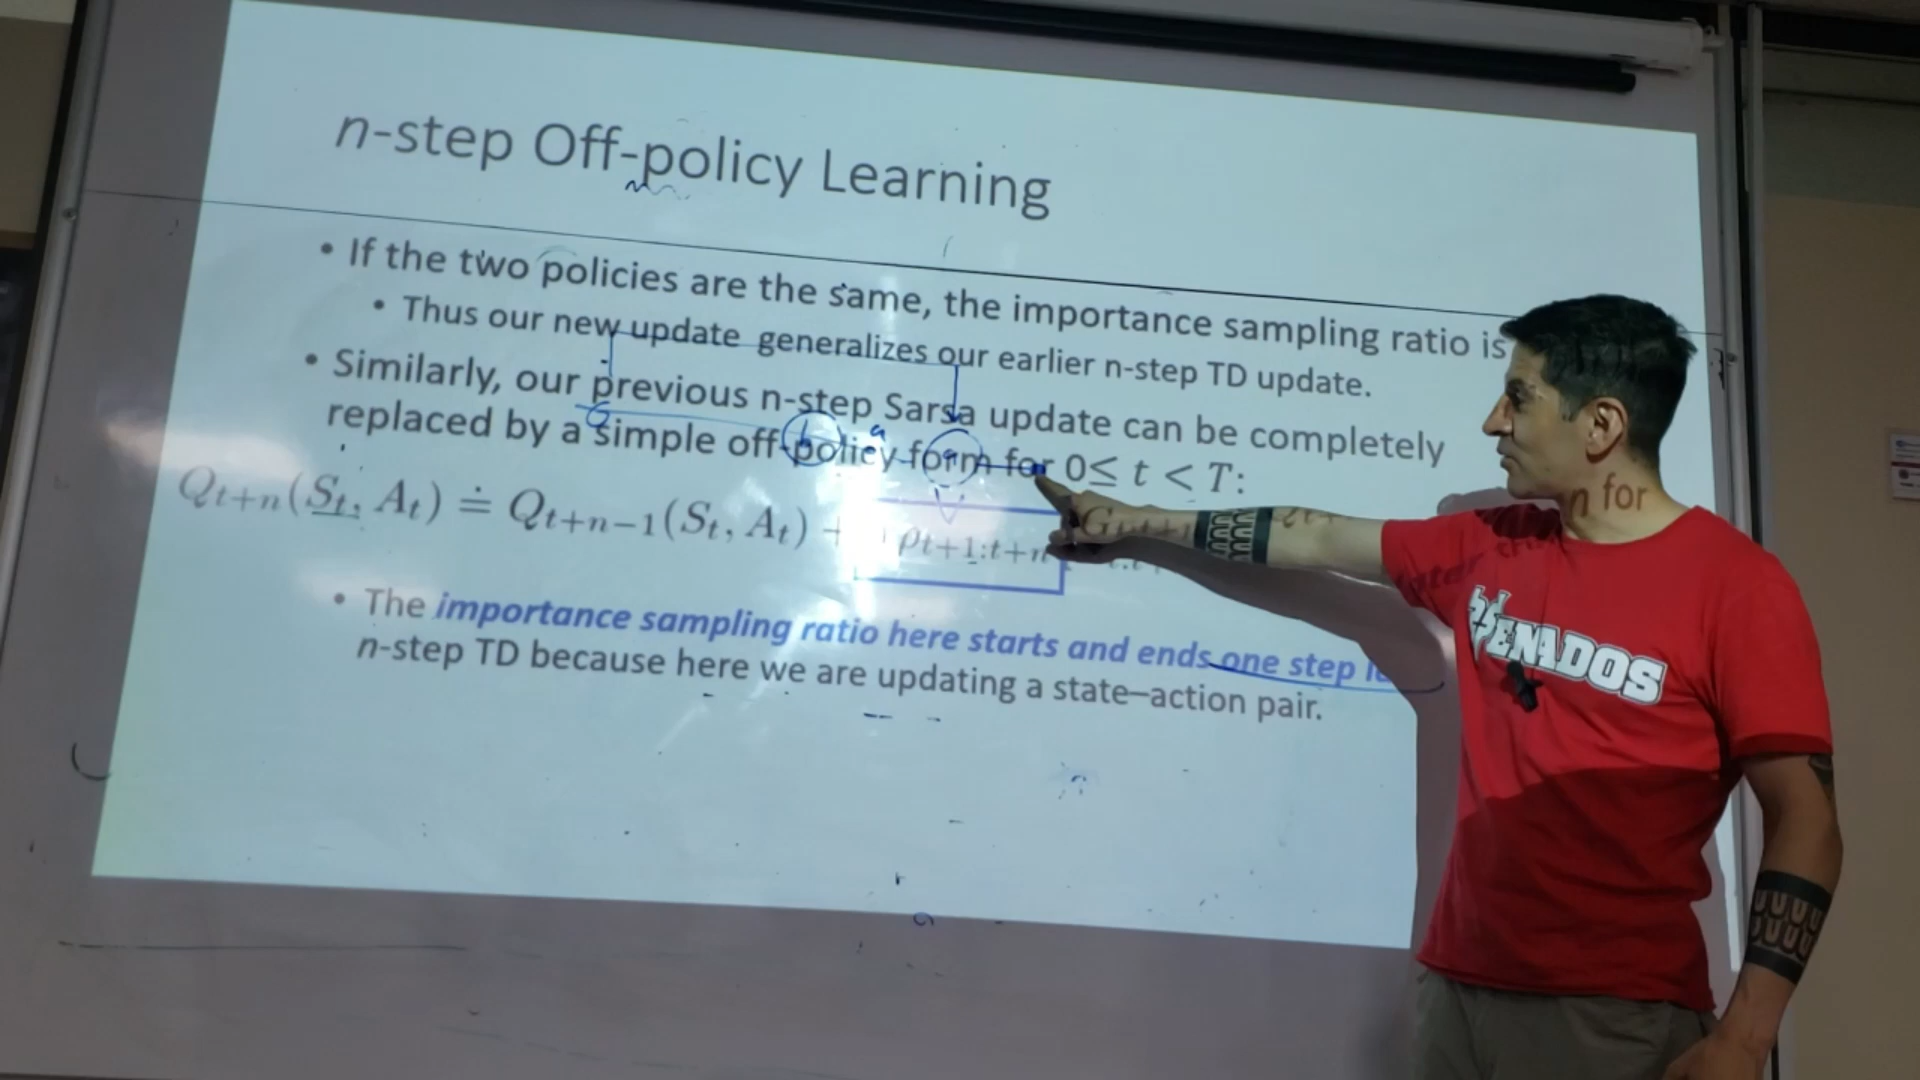 n-step Off-policy Learning
• If the two policies are the same, the importance sampling ratio is
• Thus our new update generalizes our earlier n-step TD update.
• Similarly, our previous n-step Sarsa update can be completely
replaced by a simple off-policy form for 0≤ t < T:
Qt+n(St, At) ≐ Qt+n−1(St, At) + ρt+1:t+n
• The importance sampling ratio here starts and ends one step
n for
n-step TD because here we are updating a state–action pair.
VENADOS